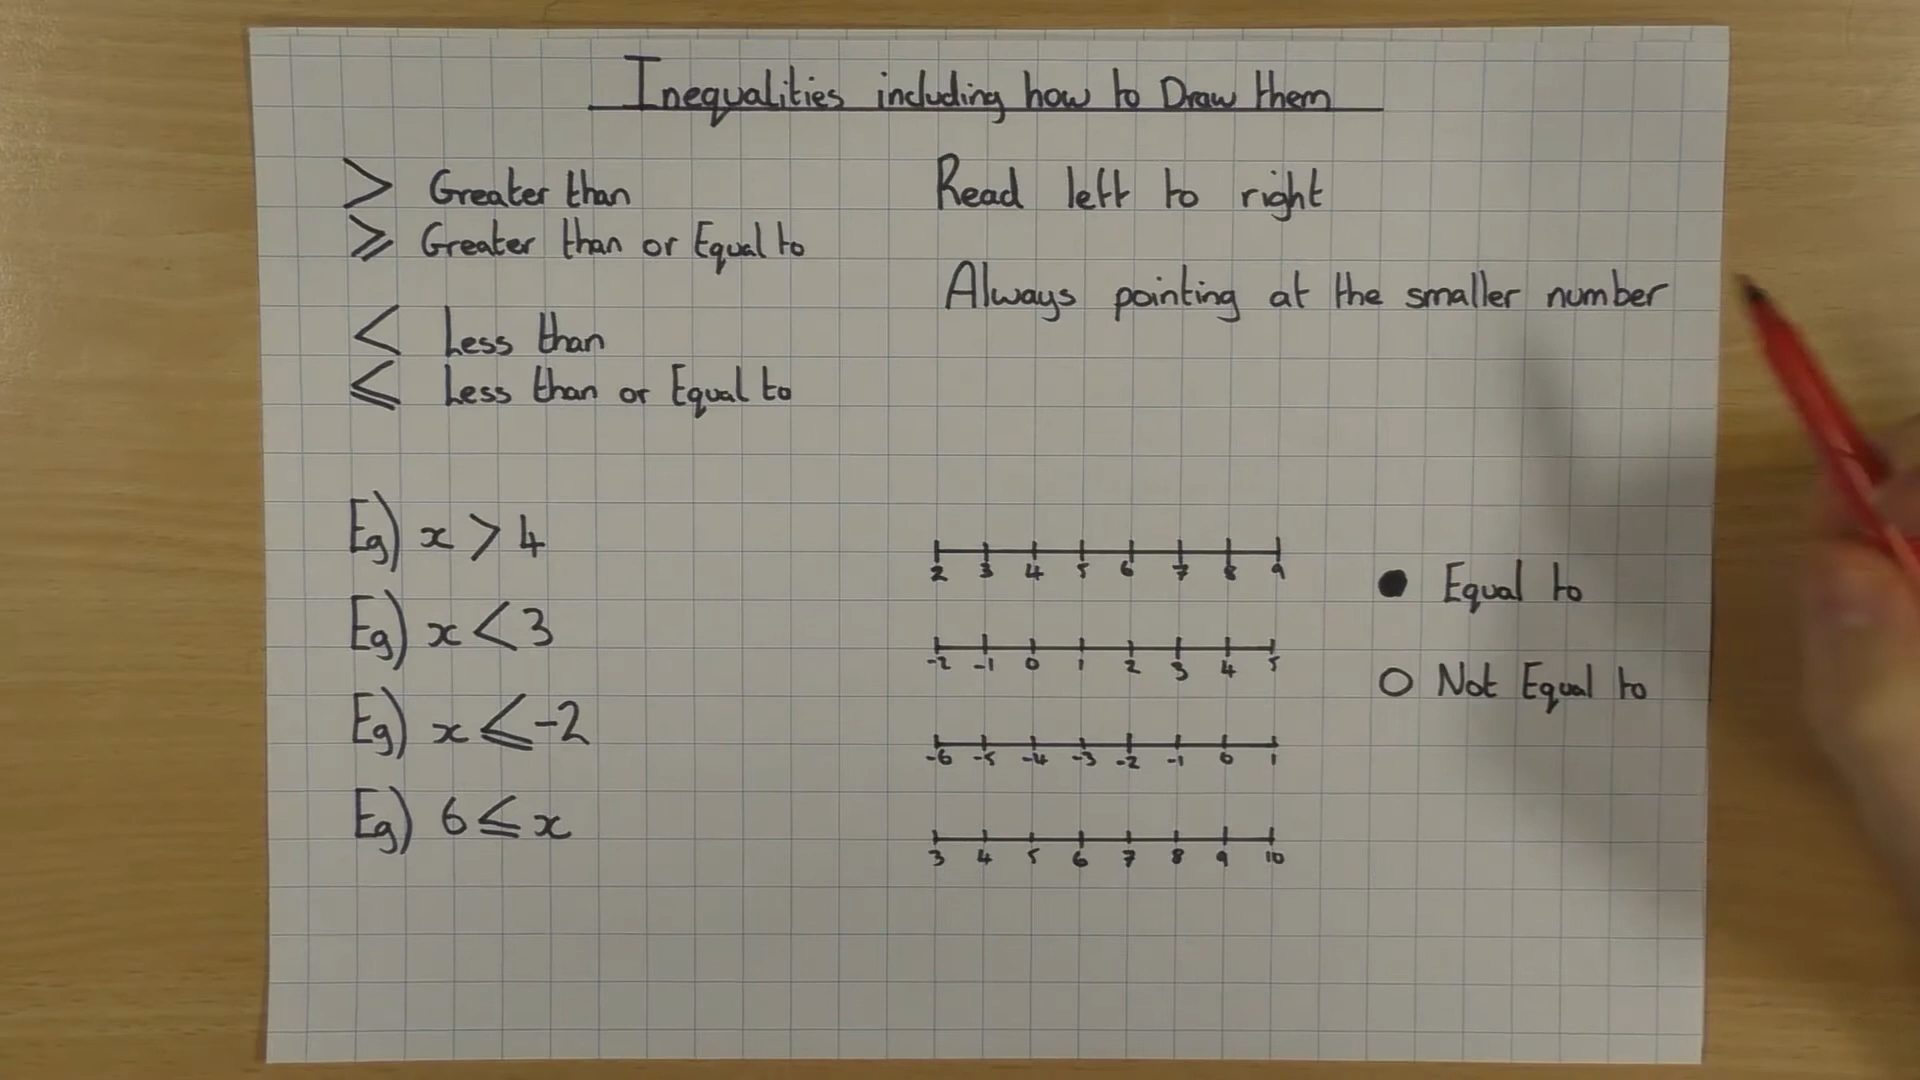 Inequalities including how to Draw them
> Greater than
⩾ Greater than or Equal to
< Less than
⩽ Less than or Equal to
Read left to right
Always pointing at the smaller number
Eg) x > 4
2 3 4 5 6 7 8 9
Eg) x < 3
-2 -1 0 1 2 3 4 5
Eg) x ⩽ -2
-6 -5 -4 -3 -2 -1 0 1
Eg) 6 ⩽ x
3 4 5 6 7 8 9 10
● Equal to
○ Not Equal to